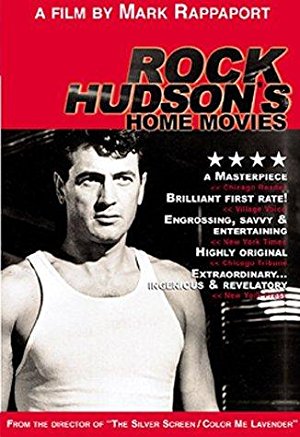 A FILM BY MARK RAPPAPORT
ROCK
HUDSON'S
HOME MOVIES
★★★★
A MASTERPIECE
<< Chicago Reader
BRILLIANT FIRST RATE!
<< Village Voice
ENGROSSING, SAVVY &
ENTERTAINING
<< New York Times
HIGHLY ORIGINAL
<< Chicago Tribune
EXTRAORDINARY...
INGENIOUS & REVELATORY
<< New York Press
FROM THE DIRECTOR OF "THE SILVER SCREEN/COLOR ME LAVENDER"